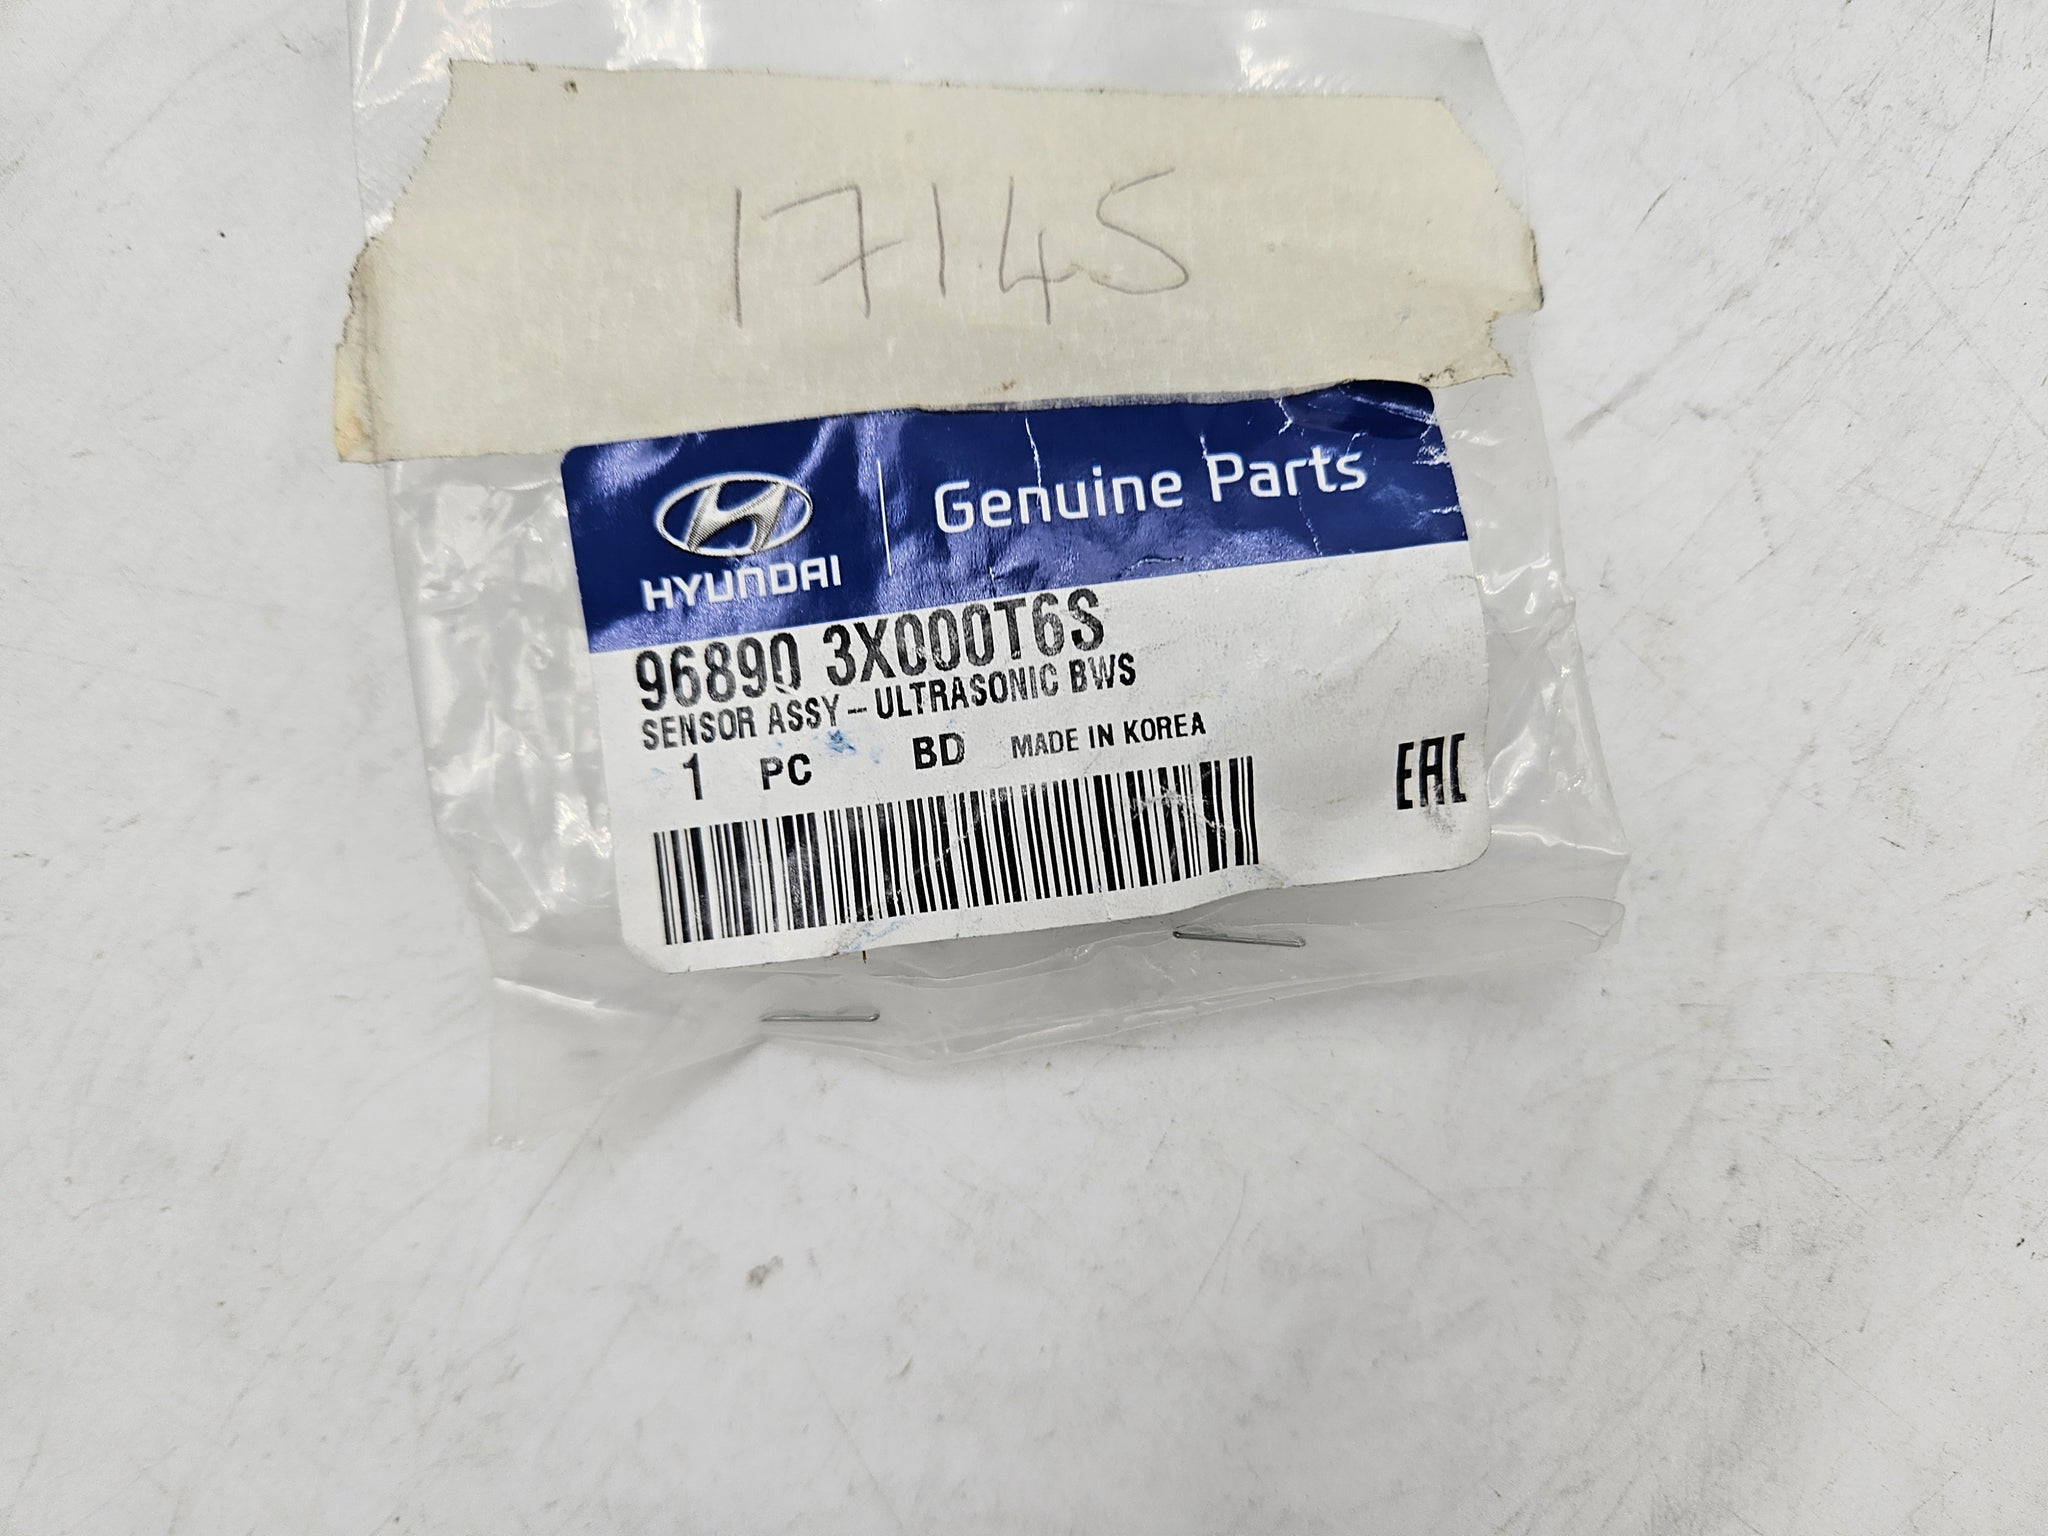 17145
HYUNDAI
Genuine Parts
96890 3X000T6S
SENSOR ASSY-ULTRASONIC BWS
1 PC BD MADE IN KOREA
EAC